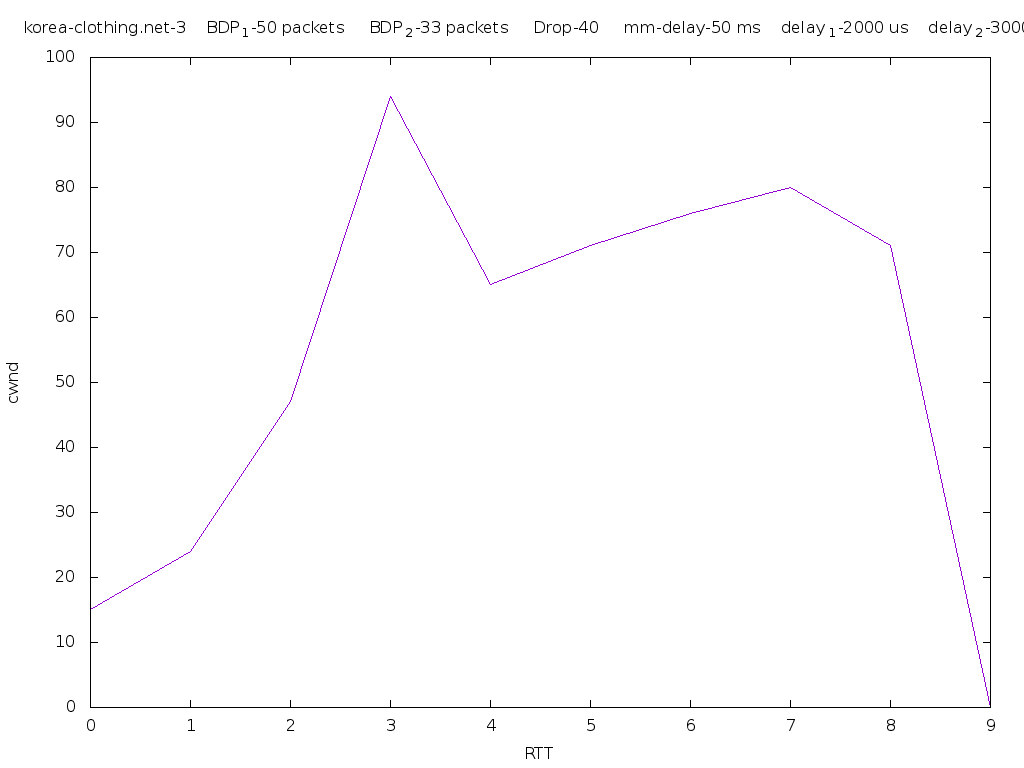 korea-clothing.net-3 BDP1-50 packets BDP2-33 packets Drop-40 mm-delay-50 ms delay1-2000 us delay2-3000
100
90
80
70
60
50
40
30
20
10
0
cwnd
0 1 2 3 4 5 6 7 8 9
RTT